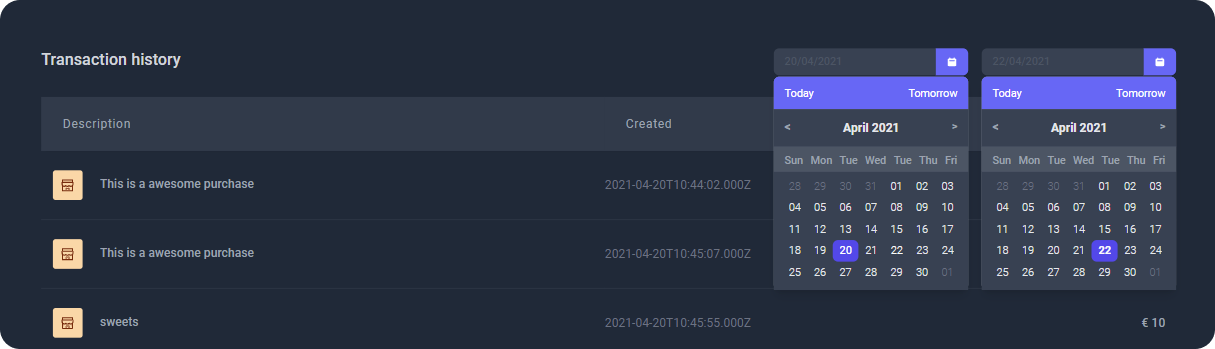 Transaction history
20/04/2021
22/04/2021
Today Tomorrow
Today Tomorrow
Description Created
< April 2021 >
< April 2021 >
Sun Mon Tue Wed Tue Thu Fri
Sun Mon Tue Wed Tue Thu Fri
28 29 30 31 01 02 03
28 29 30 31 01 02 03
This is a awesome purchase
2021-04-20T10:44:02.000Z
04 05 06 07 08 09 10
04 05 06 07 08 09 10
11 12 13 14 15 16 17
11 12 13 14 15 16 17
This is a awesome purchase
2021-04-20T10:45:07.000Z
18 19 20 21 22 23 24
18 19 20 21 22 23 24
25 26 27 28 29 30 01
25 26 27 28 29 30 01
sweets
2021-04-20T10:45:55.000Z
€ 10